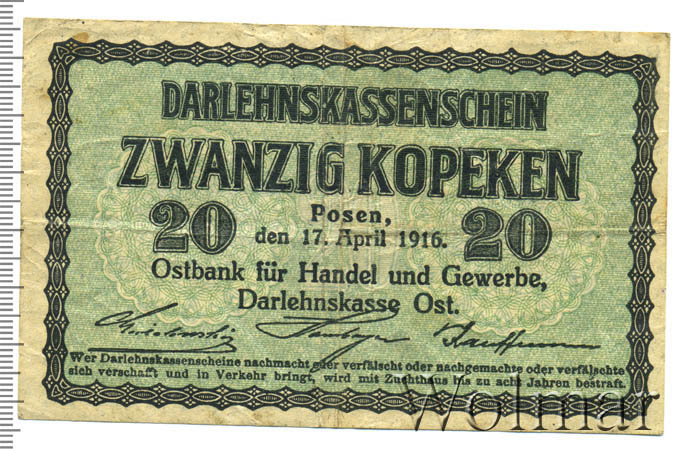 DARLEHNSKASSENSCHEIN
ZWANZIG KOPEKEN
20 Posen, 20
den 17. April 1916.
Ostbank für Handel und Gewerbe,
Darlehnskasse Ost.
Kauffmann
Wer Darlehnskassenscheine nachmacht oder verfälscht oder nachgemachte oder verfälschte
sich verschafft und in Verkehr bringt, wird mit Zuchthaus bis zu acht Jahren bestraft.
Wolmar